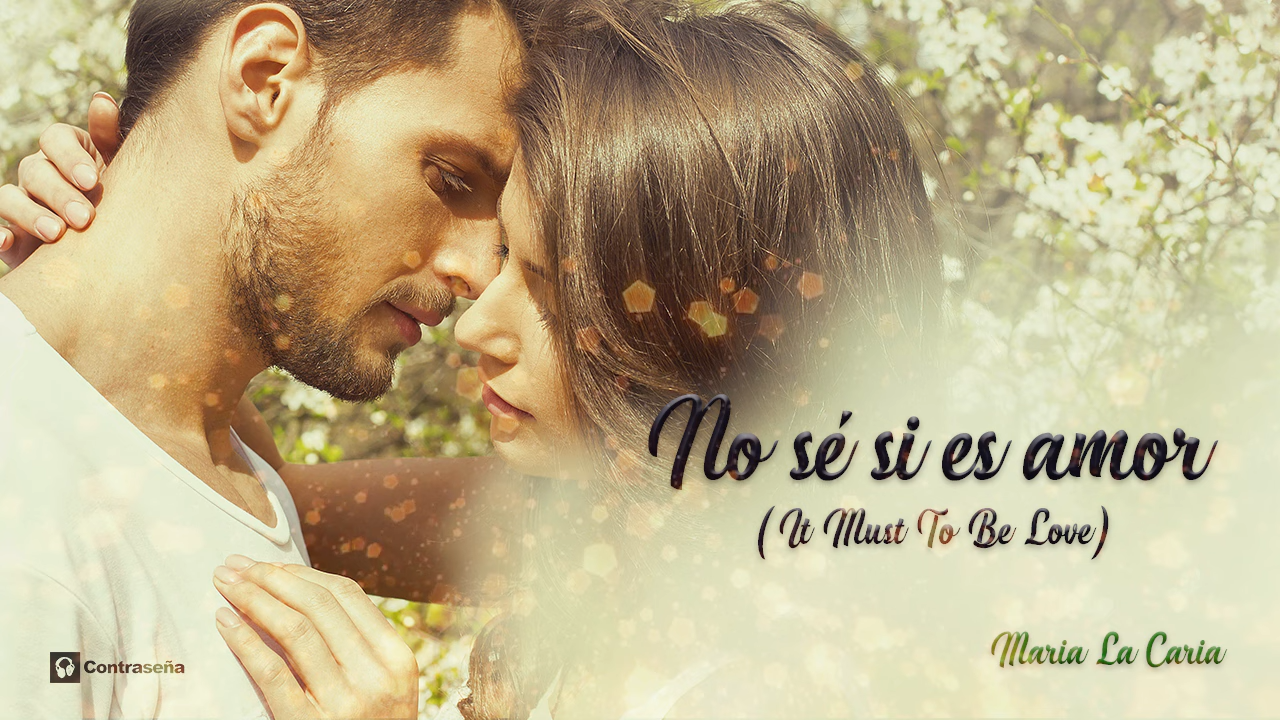 No sé si es amor
(It Must To Be Love)
Maria La Caria
Contraseña